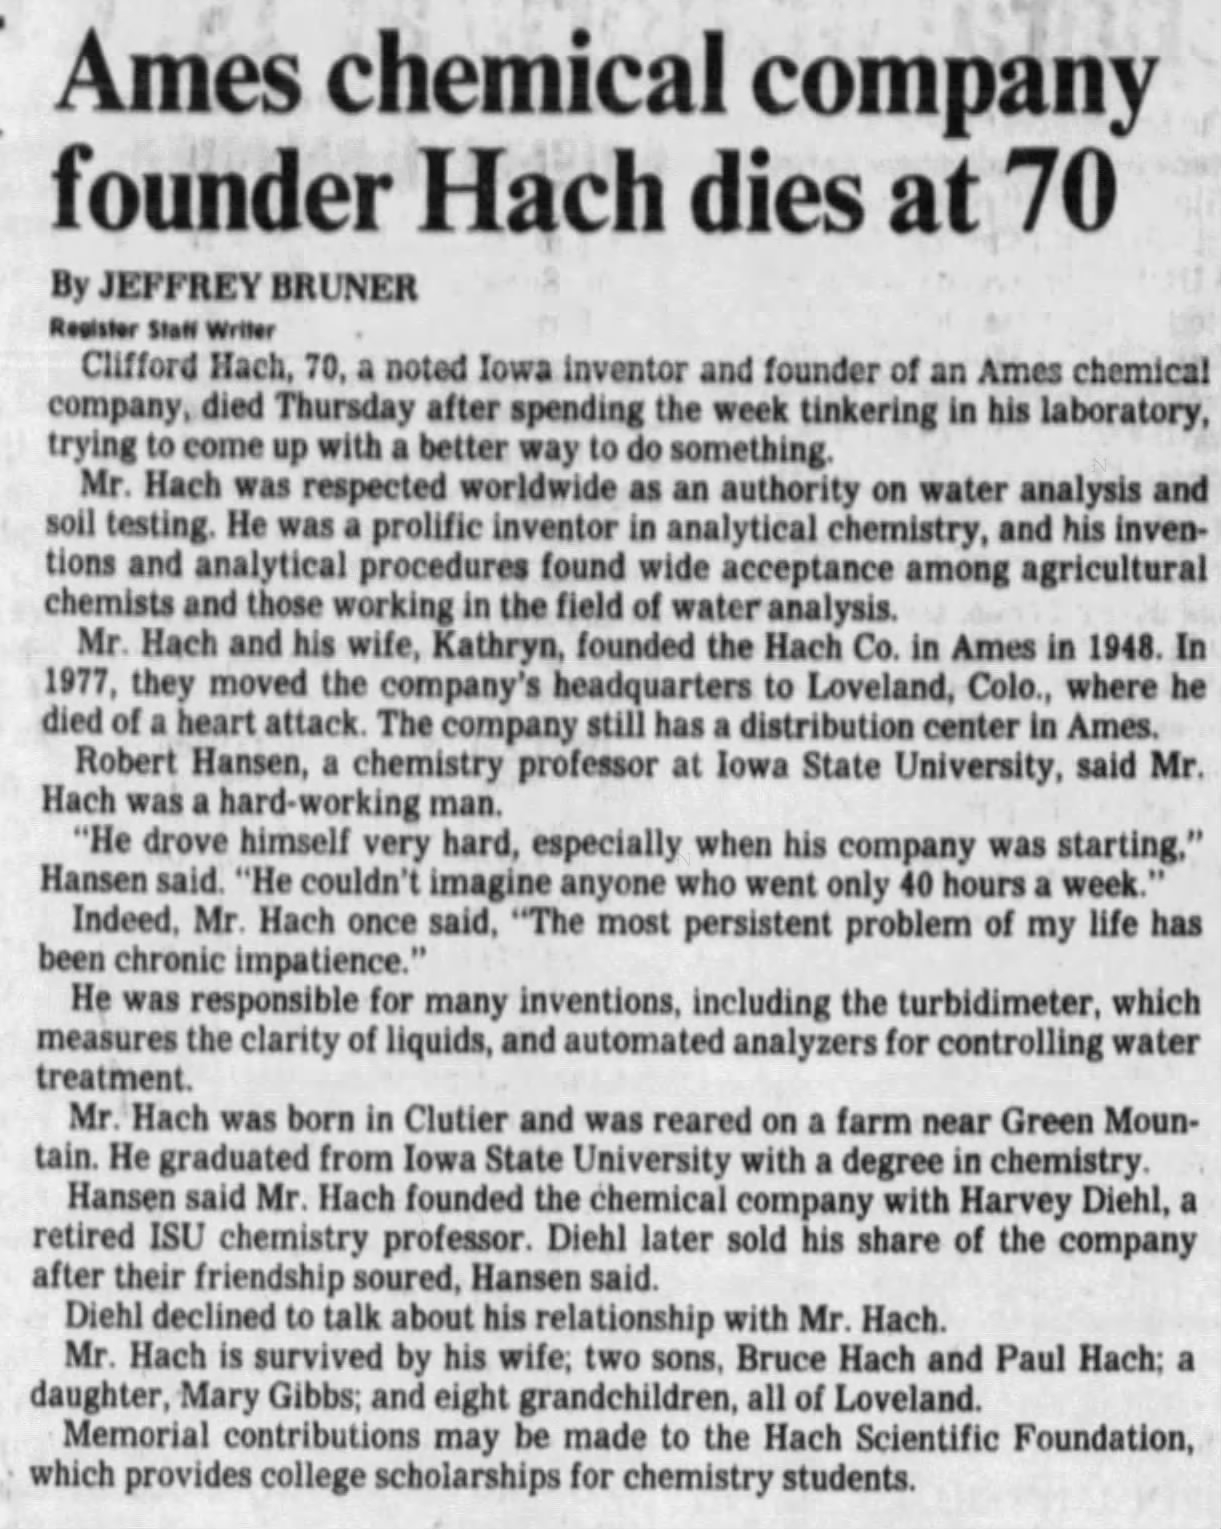 Ames chemical company
founder Hach dies at 70
By JEFFREY BRUNER
Register Staff Writer
Clifford Hach, 70, a noted Iowa inventor and founder of an Ames chemical
company, died Thursday after spending the week tinkering in his laboratory,
trying to come up with a better way to do something.
Mr. Hach was respected worldwide as an authority on water analysis and
soil testing. He was a prolific inventor in analytical chemistry, and his inven-
tions and analytical procedures found wide acceptance among agricultural
chemists and those working in the field of water analysis.
Mr. Hach and his wife, Kathryn, founded the Hach Co. in Ames in 1948. In
1977, they moved the company's headquarters to Loveland, Colo., where he
died of a heart attack. The company still has a distribution center in Ames.
Robert Hansen, a chemistry professor at Iowa State University, said Mr.
Hach was a hard-working man.
"He drove himself very hard, especially when his company was starting,"
Hansen said. "He couldn't imagine anyone who went only 40 hours a week."
Indeed, Mr. Hach once said, "The most persistent problem of my life has
been chronic impatience."
He was responsible for many inventions, including the turbidimeter, which
measures the clarity of liquids, and automated analyzers for controlling water
treatment.
Mr. Hach was born in Clutier and was reared on a farm near Green Moun-
tain. He graduated from Iowa State University with a degree in chemistry.
Hansen said Mr. Hach founded the chemical company with Harvey Diehl, a
retired ISU chemistry professor. Diehl later sold his share of the company
after their friendship soured, Hansen said.
Diehl declined to talk about his relationship with Mr. Hach.
Mr. Hach is survived by his wife; two sons, Bruce Hach and Paul Hach; a
daughter, Mary Gibbs; and eight grandchildren, all of Loveland.
Memorial contributions may be made to the Hach Scientific Foundation,
which provides college scholarships for chemistry students.